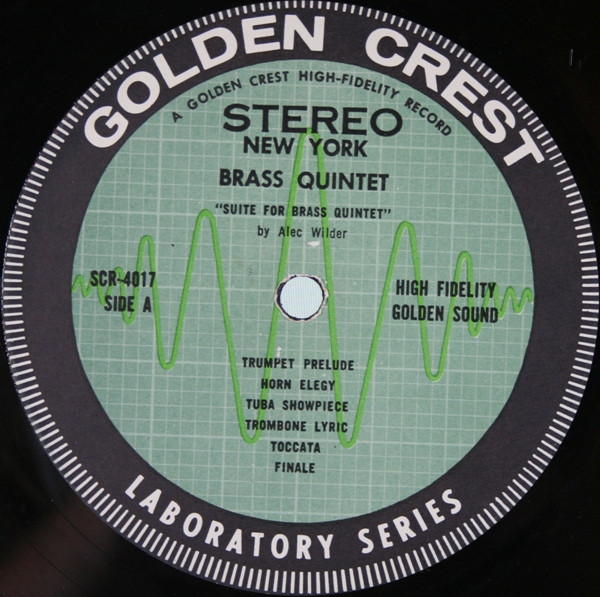 GOLDEN CREST
A GOLDEN CREST HIGH-FIDELITY RECORD
STEREO
NEW YORK
BRASS QUINTET
"SUITE FOR BRASS QUINTET"
by Alec Wilder
SCR-4017
SIDE A
HIGH FIDELITY
GOLDEN SOUND
TRUMPET PRELUDE
HORN ELEGY
TUBA SHOWPIECE
TROMBONE LYRIC
TOCCATA
FINALE
LABORATORY SERIES